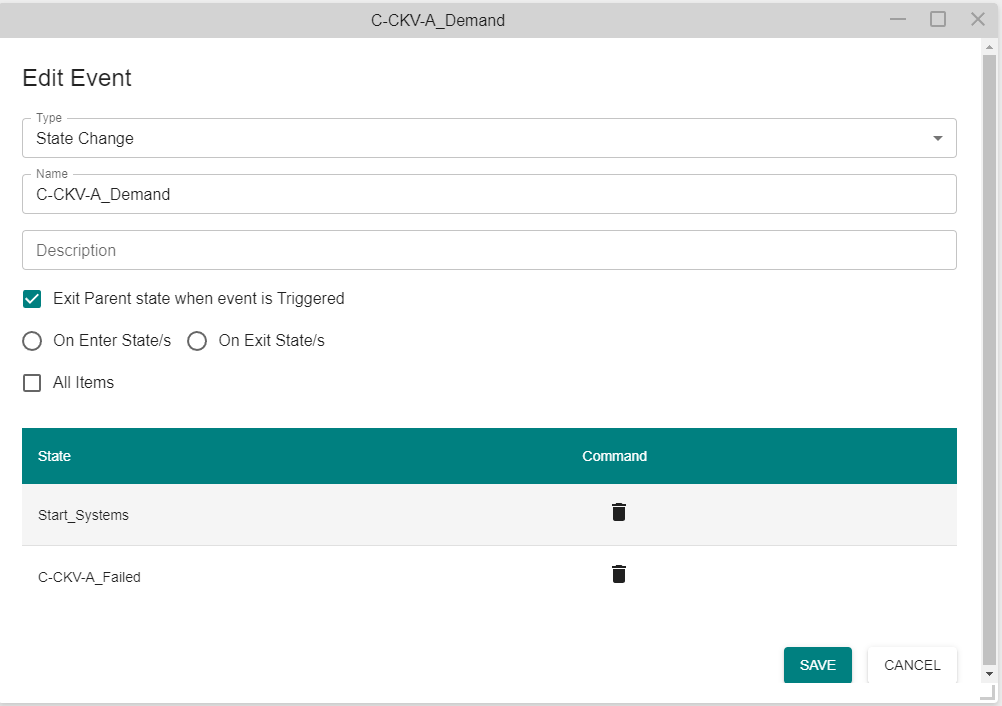 C-CKV-A_Demand
Edit Event
Type
State Change
Name
C-CKV-A_Demand
Description
Exit Parent state when event is Triggered
On Enter State/s On Exit State/s
All Items
State Command
Start_Systems
C-CKV-A_Failed
SAVE CANCEL